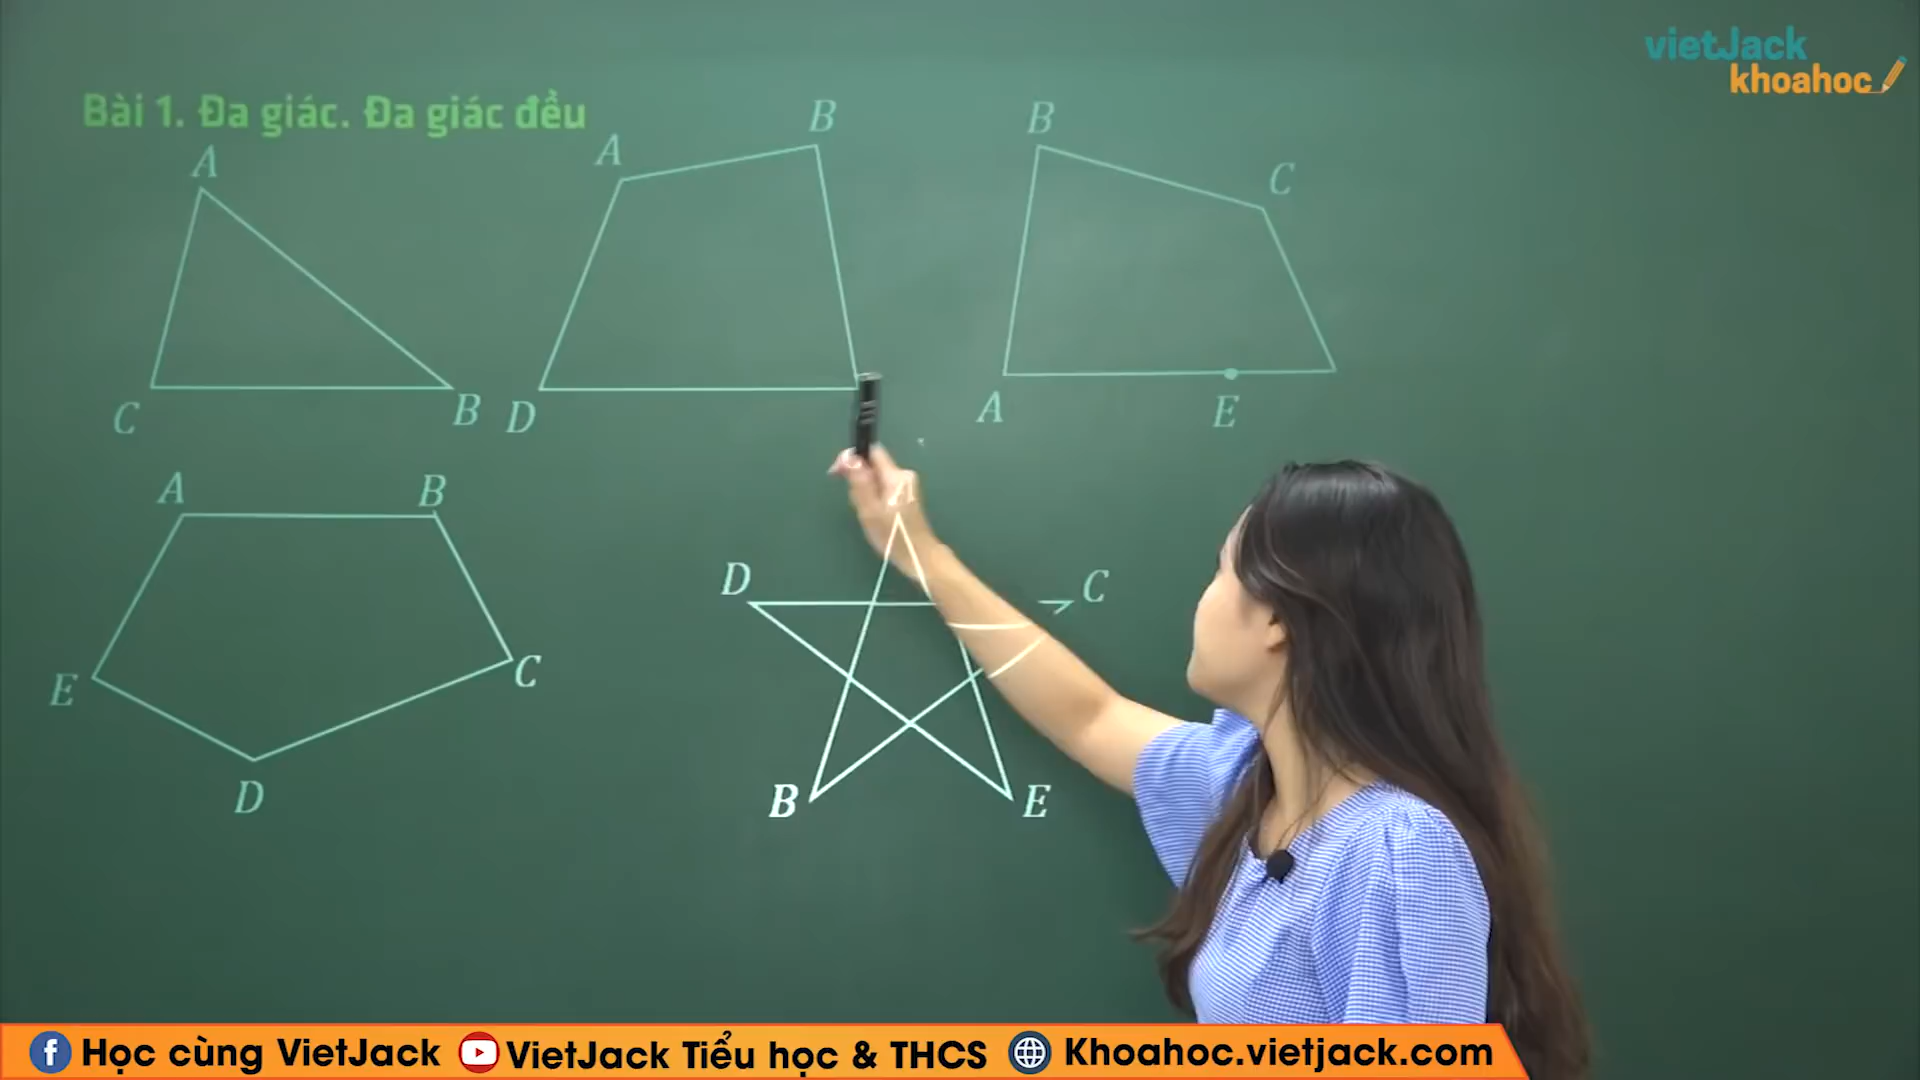 vietJack
khoahoc
Bài 1. Đa giác. Đa giác đều
A
C
B
A
B
D
B
C
A
E
A
B
E
C
D
A
D
C
B
E
Học cùng VietJack
VietJack Tiểu học & THCS
Khoahoc.vietjack.com